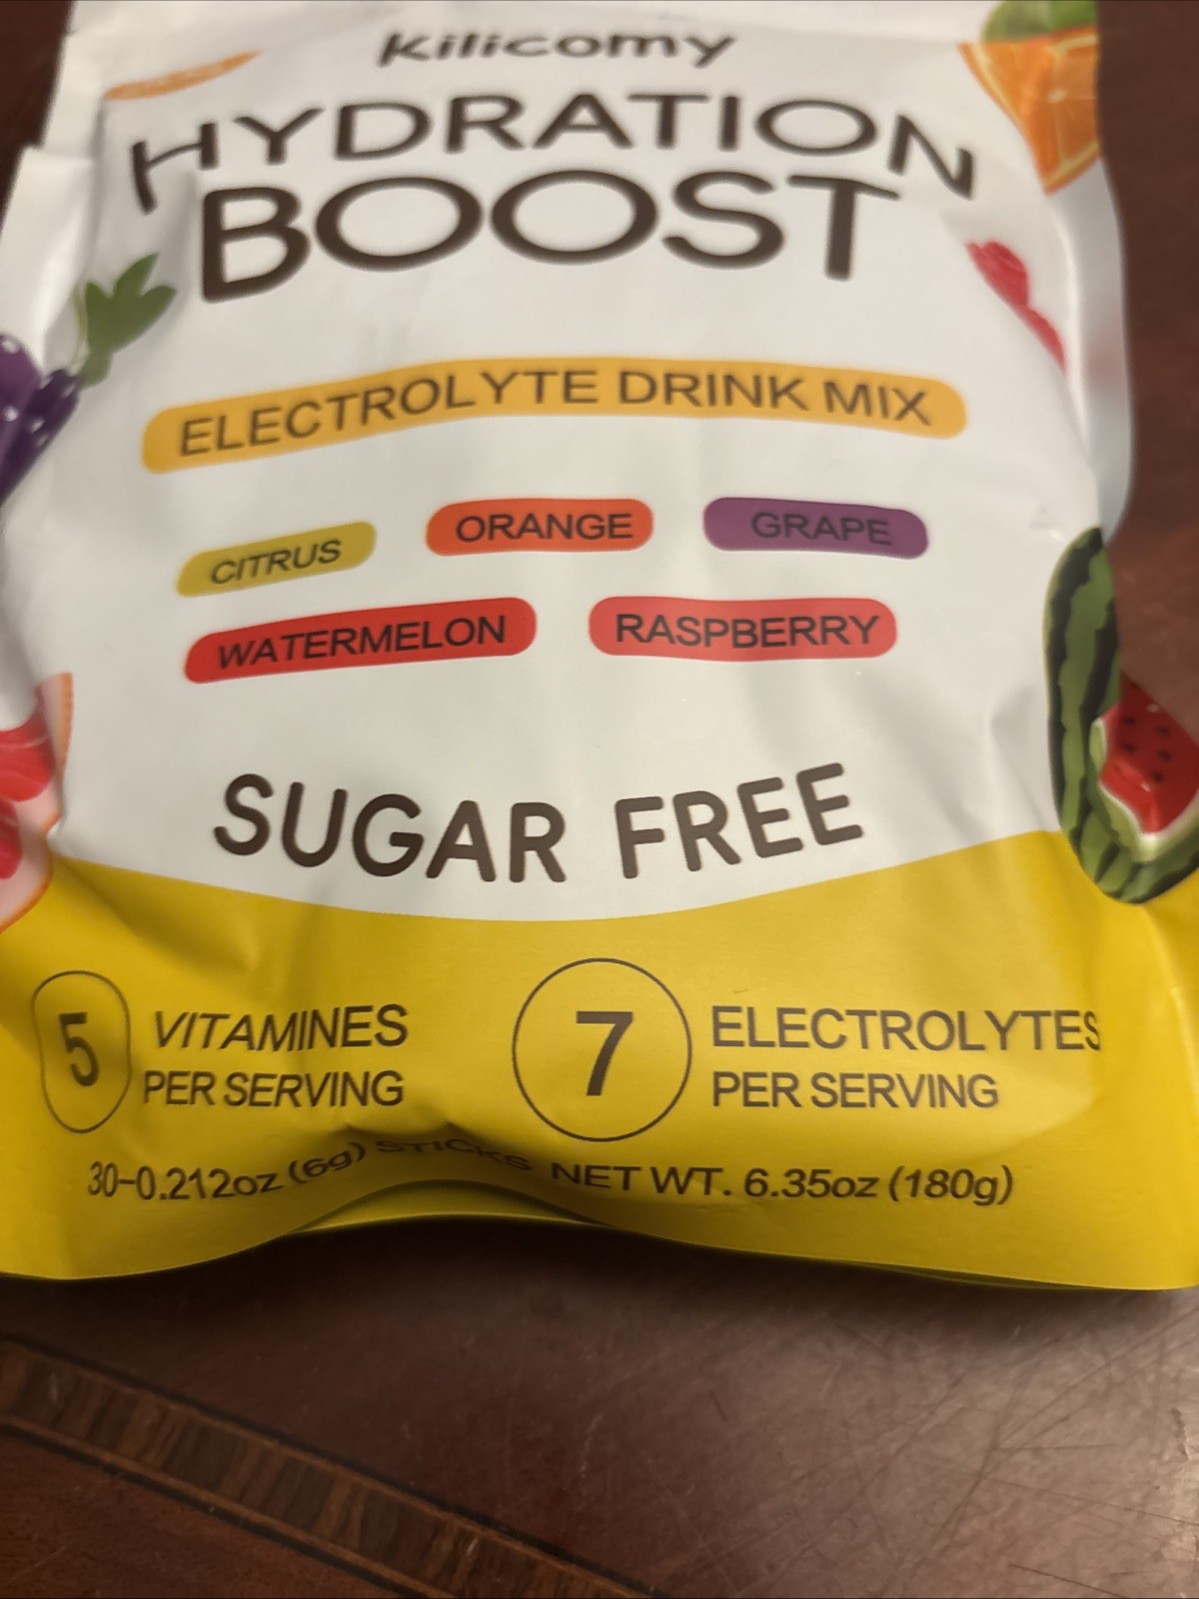 kilicomy
HYDRATION
BOOST
ELECTROLYTE DRINK MIX
CITRUS ORANGE GRAPE
WATERMELON RASPBERRY
SUGAR FREE
5 VITAMINES PER SERVING
7 ELECTROLYTES PER SERVING
30-0.212oz (6g) STICKS NET WT. 6.35oz (180g)